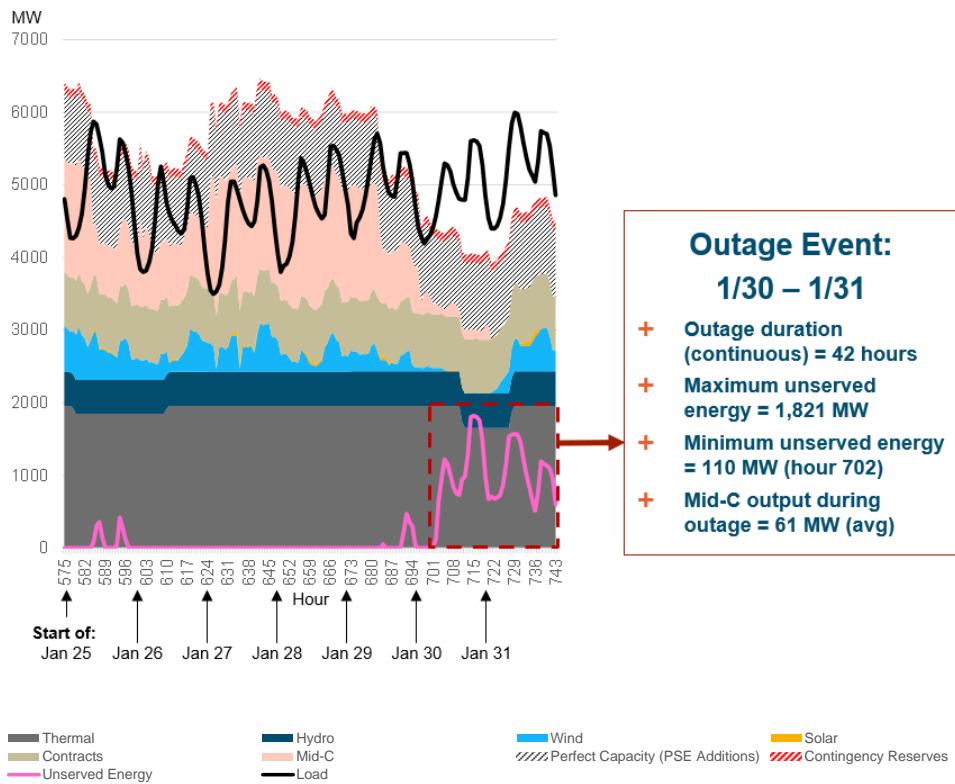 MW
7000
6000
5000
4000
3000
2000
1000
0
575 582 589 596 603 610 617 624 631 638 645 652 659 666 673 680 687 694 701 708 715 722 729 736 743
Hour
Start of:
Jan 25 Jan 26 Jan 27 Jan 28 Jan 29 Jan 30 Jan 31
Outage Event:
1/30 – 1/31
+ Outage duration
(continuous) = 42 hours
+ Maximum unserved
energy = 1,821 MW
+ Minimum unserved energy
= 110 MW (hour 702)
+ Mid-C output during
outage = 61 MW (avg)
Thermal Hydro Wind Solar
Contracts Mid-C Perfect Capacity (PSE Additions) Contingency Reserves
Unserved Energy Load